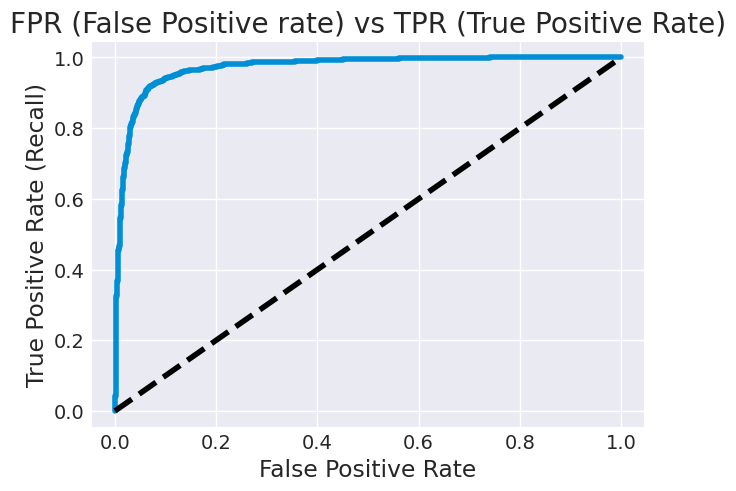 FPR (False Positive rate) vs TPR (True Positive Rate)
True Positive Rate (Recall)
1.0
0.8
0.6
0.4
0.2
0.0
0.0 0.2 0.4 0.6 0.8 1.0
False Positive Rate